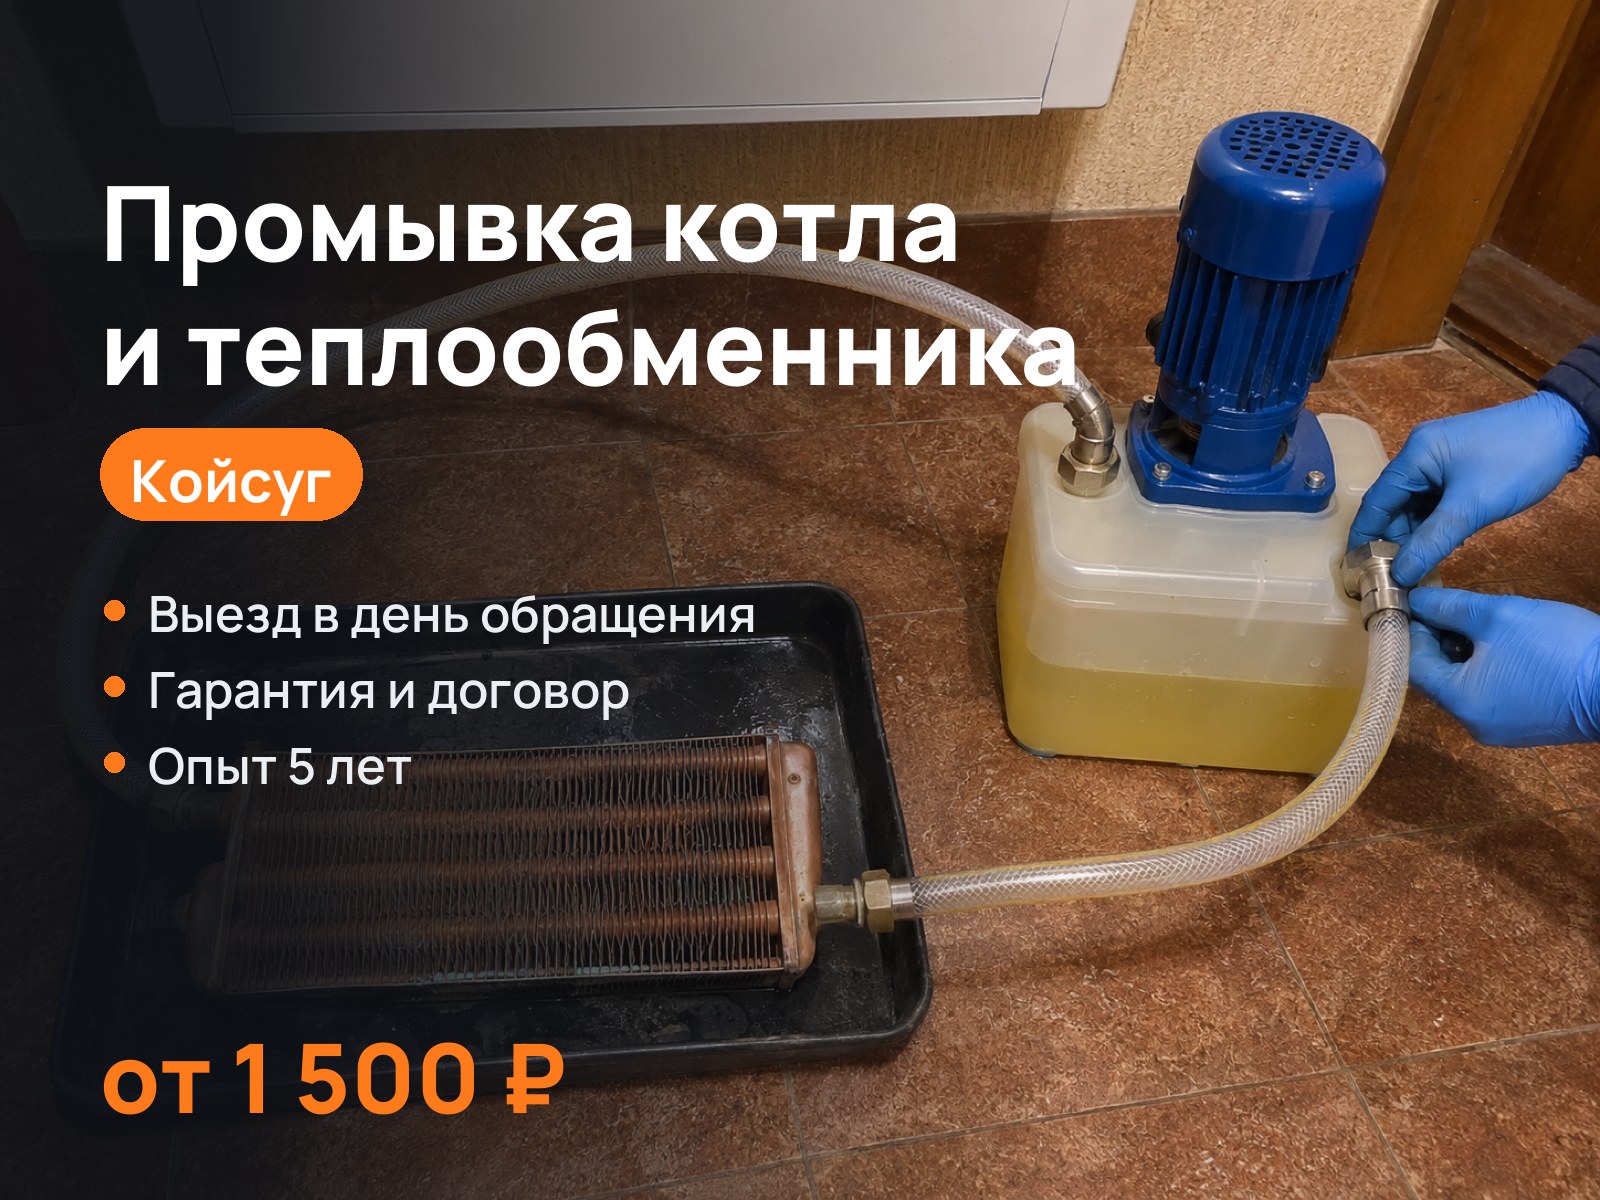 Промывка котла
и теплообменника
Койсуг
Выезд в день обращения
Гарантия и договор
Опыт 5 лет
от 1 500 ₽